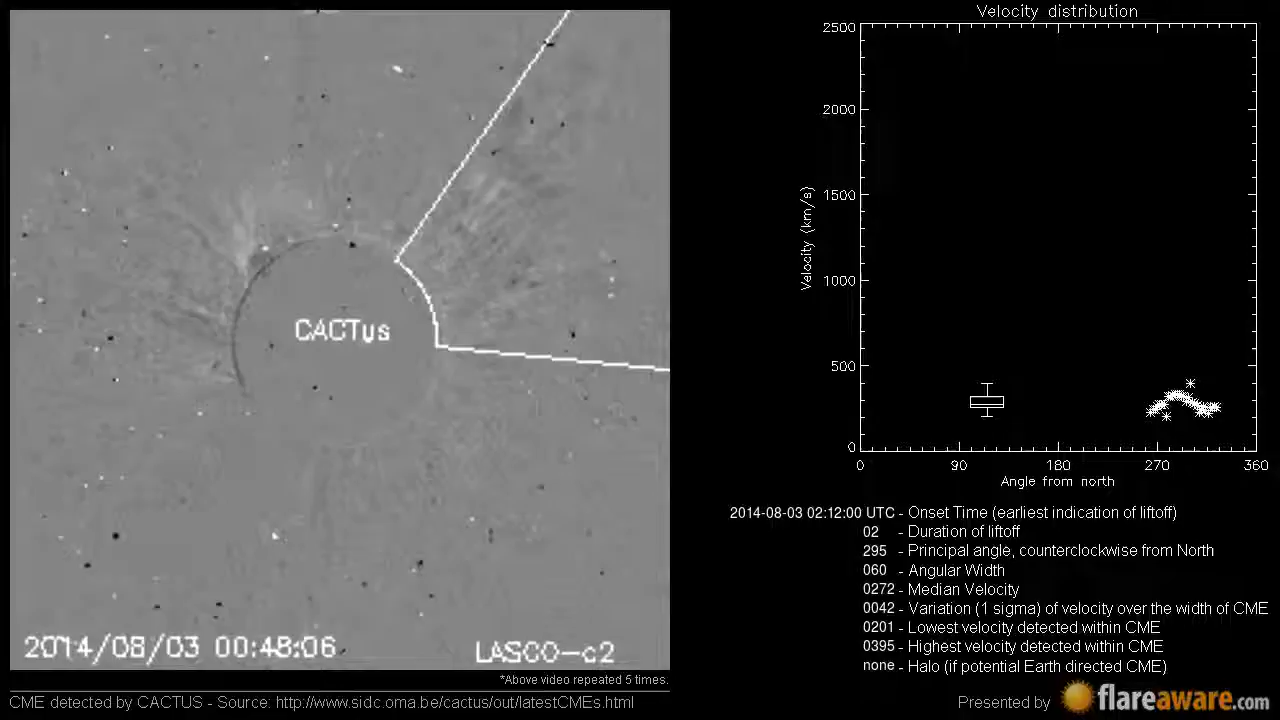 Velocity distribution
2500
2000
1500
1000
500
0
Velocity (km/s)
0 90 180 270 360
Angle from north
CACTus
2014/08/03 00:48:06
LASCO-c2
*Above video repeated 5 times.
2014-08-03 02:12:00 UTC - Onset Time (earliest indication of liftoff)
02 - Duration of liftoff
295 - Principal angle, counterclockwise from North
060 - Angular Width
0272 - Median Velocity
0042 - Variation (1 sigma) of velocity over the width of CME
0201 - Lowest velocity detected within CME
0395 - Highest velocity detected within CME
none - Halo (if potential Earth directed CME)
CME detected by CACTUS - Source: http://www.sidc.oma.be/cactus/out/latestCMEs.html
Presented by flareaware.com